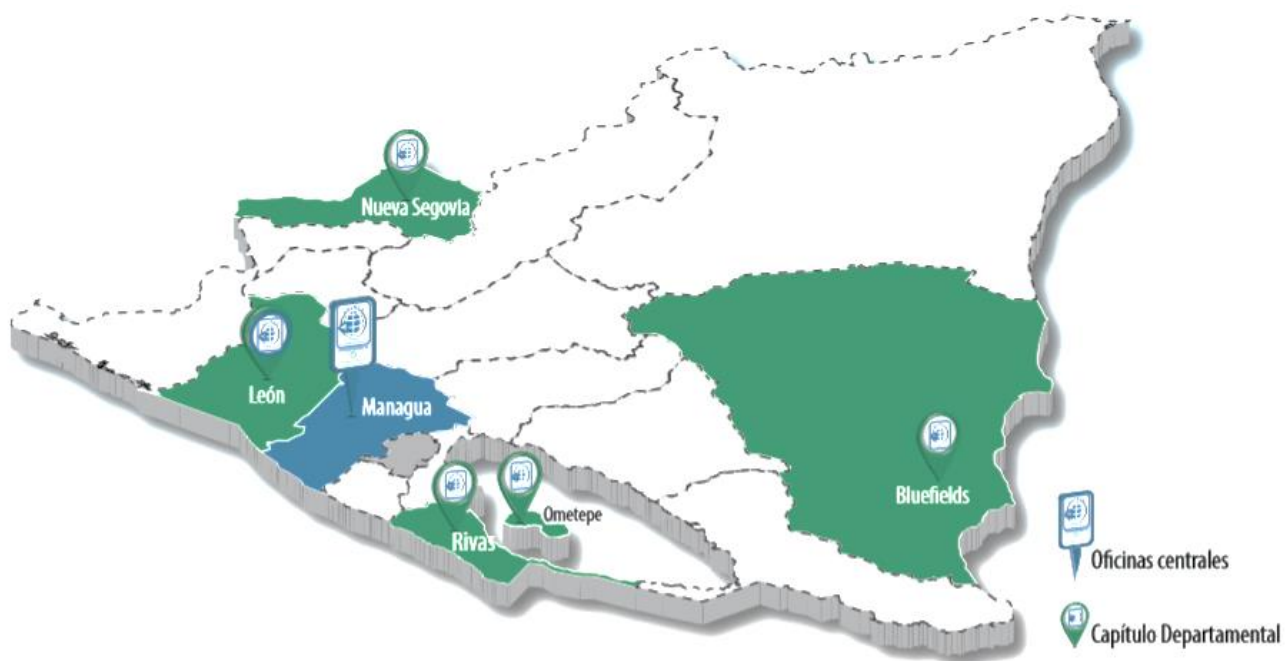 Nueva Segovia
León
Managua
Ometepe
Rivas
Bluefields
Oficinas centrales
Capítulo Departamental